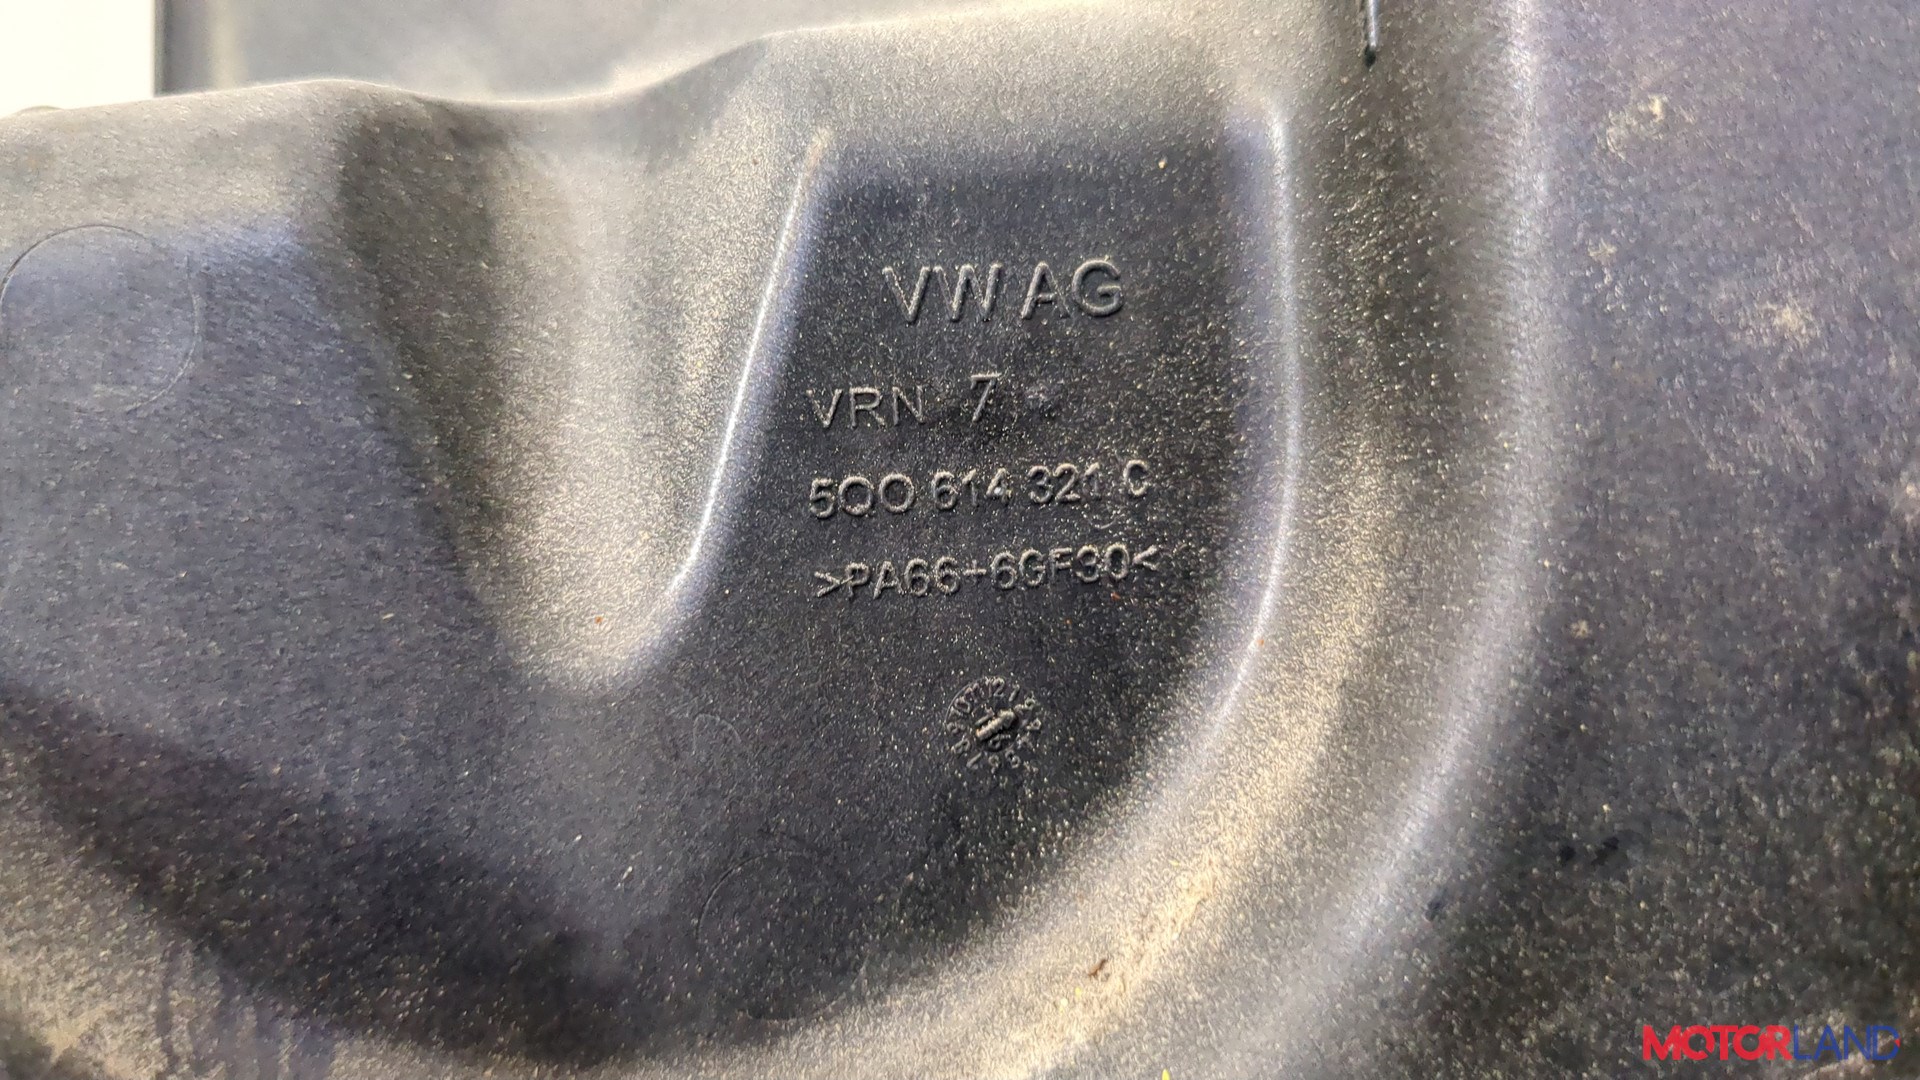 VW AG
VRN 7
5Q0 614 321 C
>PA66+6GF30<
MOTORLAND